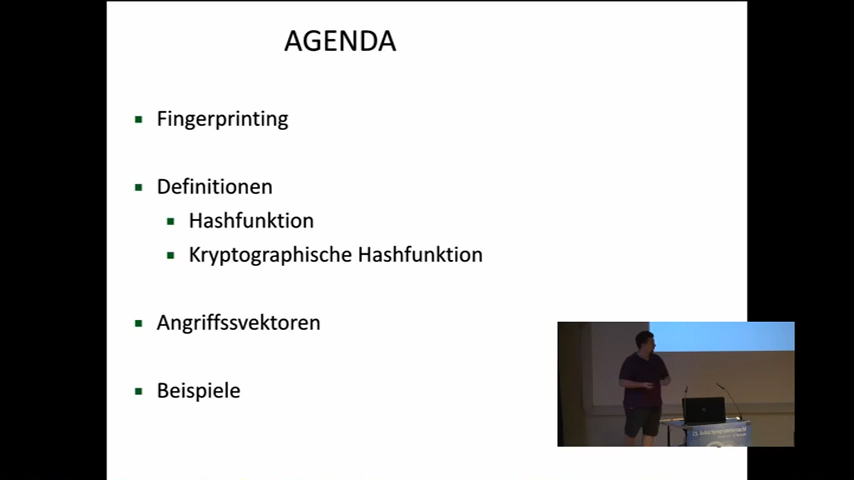 AGENDA
Fingerprinting
Definitionen
Hashfunktion
Kryptographische Hashfunktion
Angriffssvektoren
Beispiele